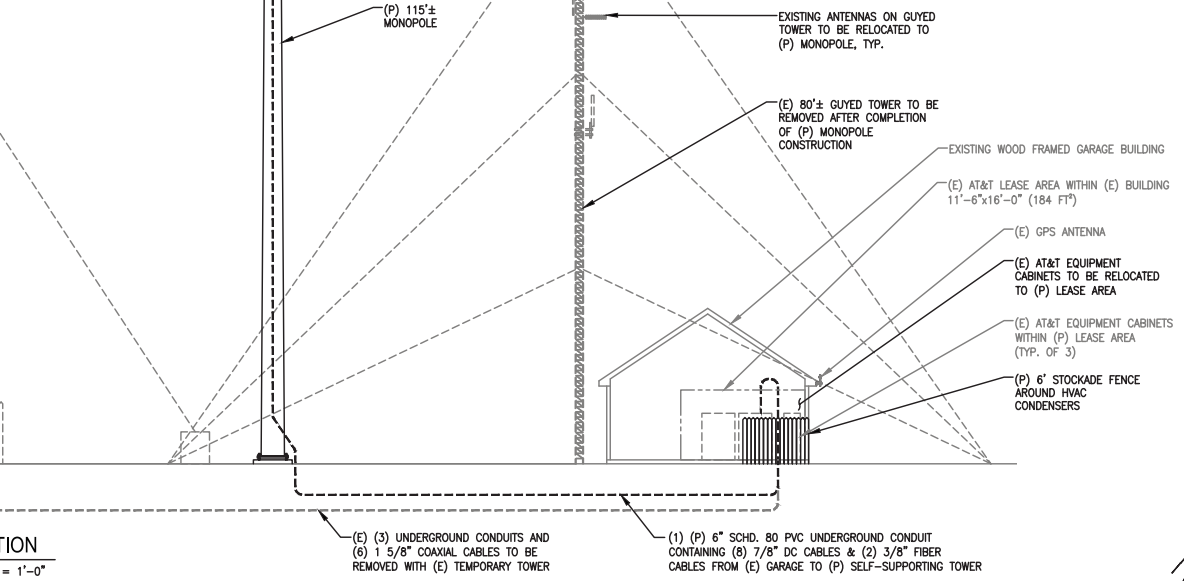 (P) 115'±
MONOPOLE
EXISTING ANTENNAS ON GUYED
TOWER TO BE RELOCATED TO
(P) MONOPOLE, TYP.
(E) 80'± GUYED TOWER TO BE
REMOVED AFTER COMPLETION
OF (P) MONOPOLE
CONSTRUCTION
EXISTING WOOD FRAMED GARAGE BUILDING
(E) AT&T LEASE AREA WITHIN (E) BUILDING
11'-6"x16'-0" (184 FT²)
(E) GPS ANTENNA
(E) AT&T EQUIPMENT
CABINETS TO BE RELOCATED
TO (P) LEASE AREA
(E) AT&T EQUIPMENT CABINETS
WITHIN (P) LEASE AREA
(TYP. OF 3)
(P) 6' STOCKADE FENCE
AROUND HVAC
CONDENSERS
(E) (3) UNDERGROUND CONDUITS AND
(6) 1 5/8" COAXIAL CABLES TO BE
REMOVED WITH (E) TEMPORARY TOWER
(1) (P) 6" SCHD. 80 PVC UNDERGROUND CONDUIT
CONTAINING (8) 7/8" DC CABLES & (2) 3/8" FIBER
CABLES FROM (E) GARAGE TO (P) SELF-SUPPORTING TOWER
TION
= 1'-0"